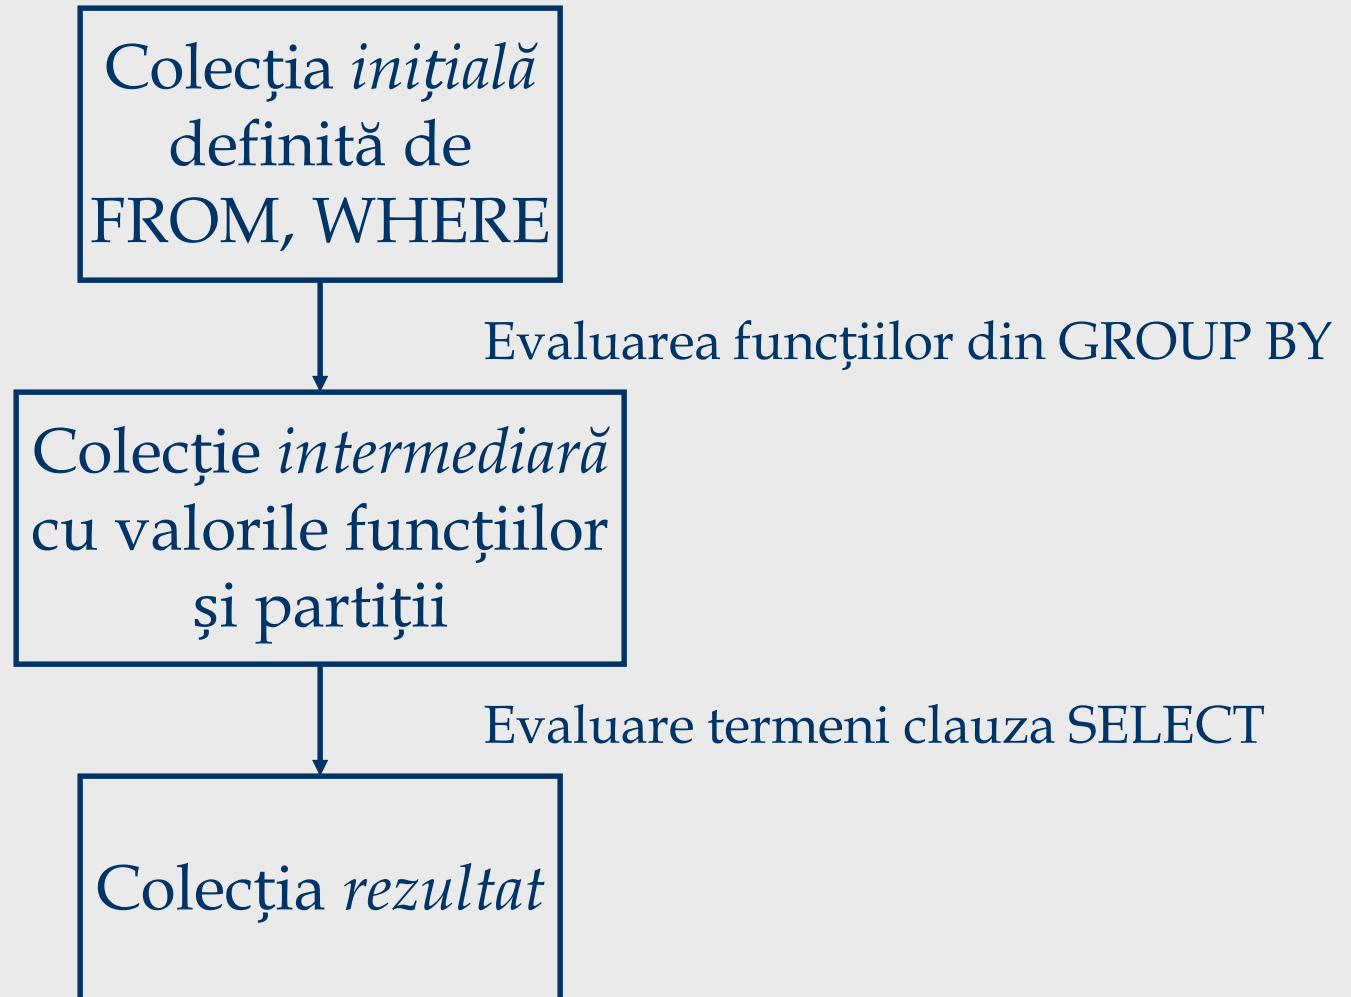 Colecția inițială
definită de
FROM, WHERE
Evaluarea funcțiilor din GROUP BY
Colecție intermediară
cu valorile funcțiilor
și partiții
Evaluare termeni clauza SELECT
Colecția rezultat